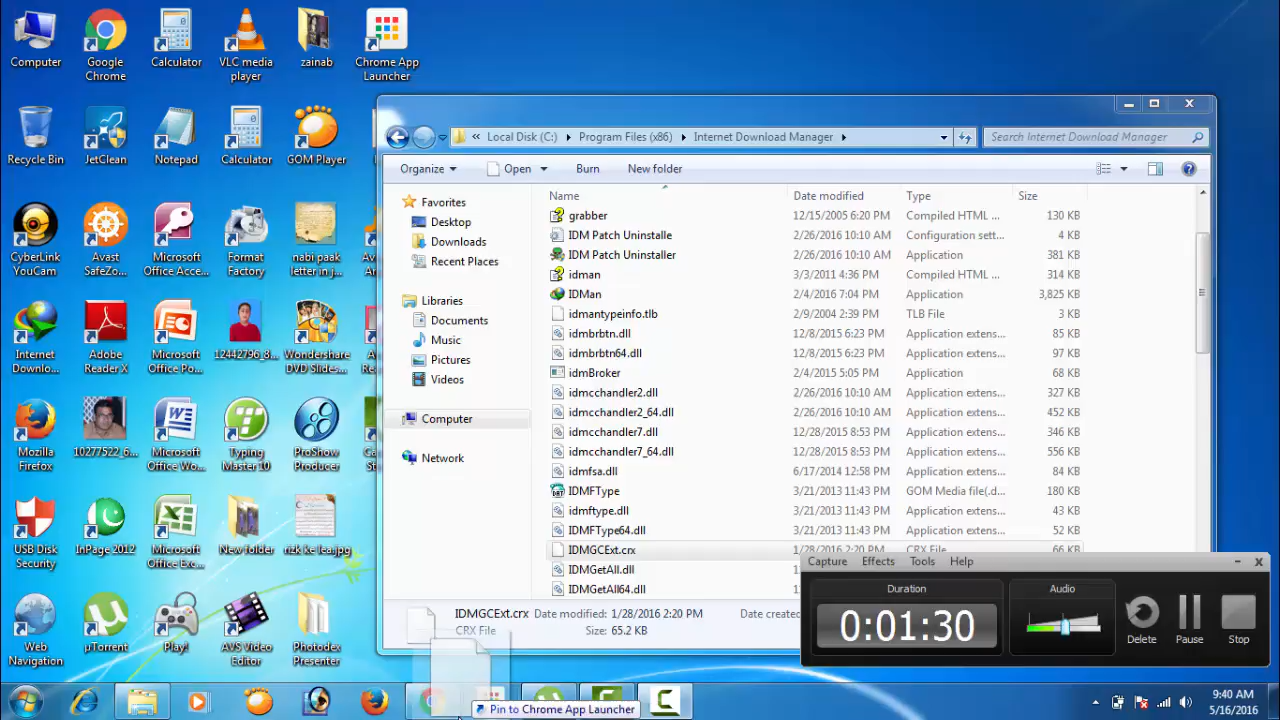 Computer
Google Chrome
Calculator
VLC media player
zainab
Chrome App Launcher
Recycle Bin
JetClean
Notepad
Calculator
GOM Player
CyberLink YouCam
Avast SafeZo...
Microsoft Office Acce...
Format Factory
nabi paak letter in j...
Internet Downlo...
Adobe Reader X
Microsoft Office Po...
12442796_8...
Wondershare DVD Slides...
Mozilla Firefox
10277522_6...
Microsoft Office Wo...
Typing Master 10
ProShow Producer
USB Disk Security
InPage 2012
Microsoft Office Exc...
New folder
rizk ke lea.jpg
Web Navigation
µTorrent
Play!
AVS Video Editor
Photodex Presenter
« Local Disk (C:) Program Files (x86) Internet Download Manager
Search Internet Download Manager
Organize Open Burn New folder
Favorites
Desktop
Downloads
Recent Places
Libraries
Documents
Music
Pictures
Videos
Computer
Network
Name Date modified Type Size
grabber 12/15/2005 6:20 PM Compiled HTML ... 130 KB
IDM Patch Uninstalle 2/26/2016 10:10 AM Configuration sett... 4 KB
IDM Patch Uninstaller 2/26/2016 10:10 AM Application 381 KB
idman 3/3/2011 4:36 PM Compiled HTML ... 314 KB
IDMan 2/4/2016 7:04 PM Application 3,825 KB
idmantypeinfo.tlb 2/9/2004 2:39 PM TLB File 3 KB
idmbrbtn.dll 12/8/2015 6:23 PM Application extens... 85 KB
idmbrbtn64.dll 12/8/2015 6:23 PM Application extens... 97 KB
idmBroker 2/4/2015 5:05 PM Application 68 KB
idmcchandler2.dll 2/26/2016 10:10 AM Application extens... 327 KB
idmcchandler2_64.dll 2/26/2016 10:10 AM Application extens... 452 KB
idmcchandler7.dll 12/28/2015 8:53 PM Application extens... 346 KB
idmcchandler7_64.dll 12/28/2015 8:53 PM Application extens... 556 KB
idmfsa.dll 6/17/2014 12:58 PM Application extens... 84 KB
IDMFType 3/21/2013 11:43 PM GOM Media file(.d... 180 KB
idmftype.dll 3/21/2013 11:43 PM Application extens... 43 KB
IDMFType64.dll 3/21/2013 11:43 PM Application extens... 52 KB
IDMGCExt.crx 1/28/2016 2:20 PM CRX File 66 KB
IDMGetAll.dll
IDMGetAll64.dll
IDMGCExt.crx Date modified: 1/28/2016 2:20 PM Date created
CRX File Size: 65.2 KB
Capture Effects Tools Help
Duration
0:01:30
Audio
Delete
Pause
Stop
Pin to Chrome App Launcher
9:40 AM
5/16/2016